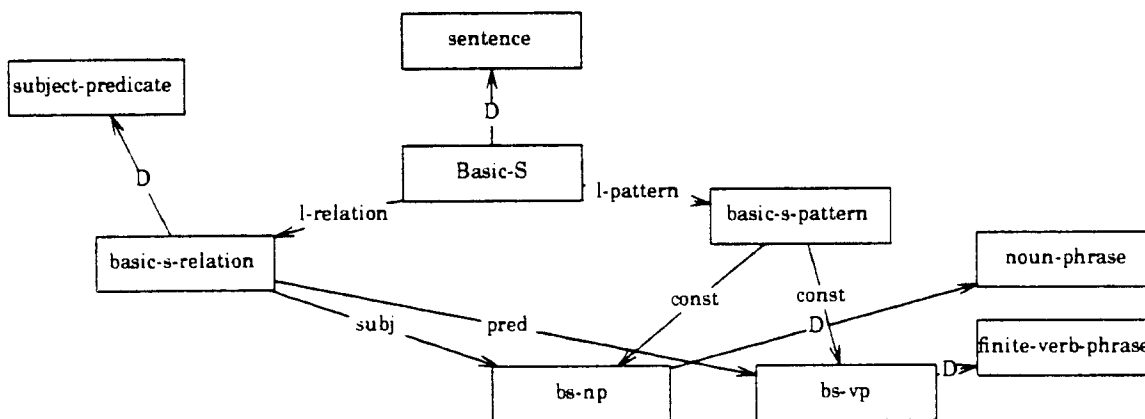 sentence
subject-predicate
D
D
Basic-S
l-pattern
l-relation
basic-s-pattern
basic-s-relation
noun-phrase
const
const
subj
pred
D
finite-verb-phrase
D
bs-np
bs-vp